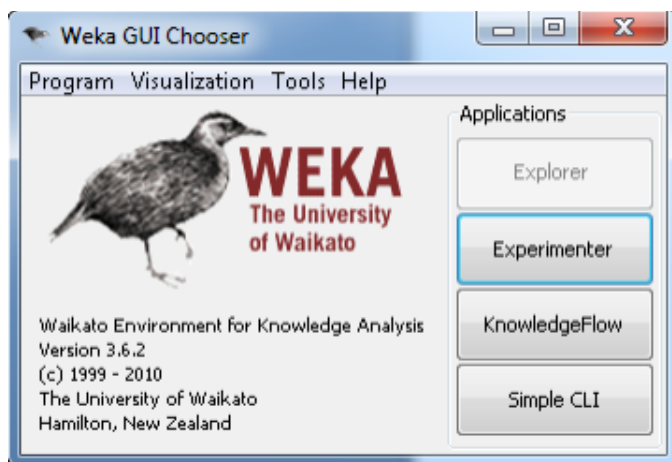 Weka GUI Chooser
Program Visualization Tools Help
WEKA
The University
of Waikato
Waikato Environment for Knowledge Analysis
Version 3.6.2
(c) 1999 - 2010
The University of Waikato
Hamilton, New Zealand
Applications
Explorer
Experimenter
KnowledgeFlow
Simple CLI